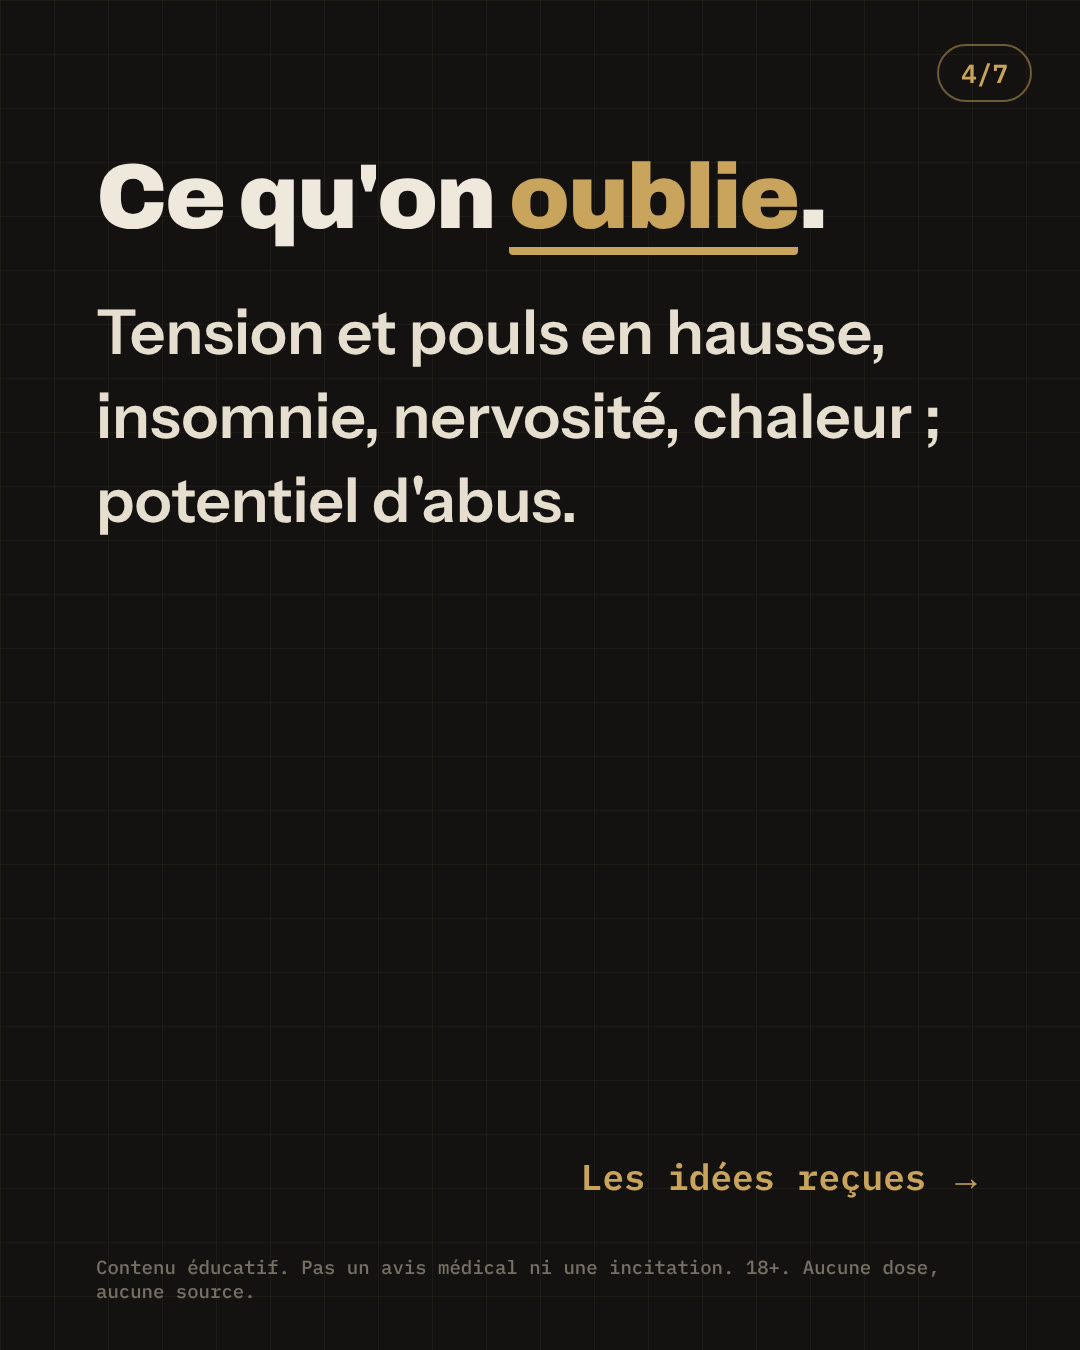 4/7
Ce qu'on oublie.
Tension et pouls en hausse,
insomnie, nervosité, chaleur ;
potentiel d'abus.
Les idées reçues →
Contenu éducatif. Pas un avis médical ni une incitation. 18+. Aucune dose,
aucune source.